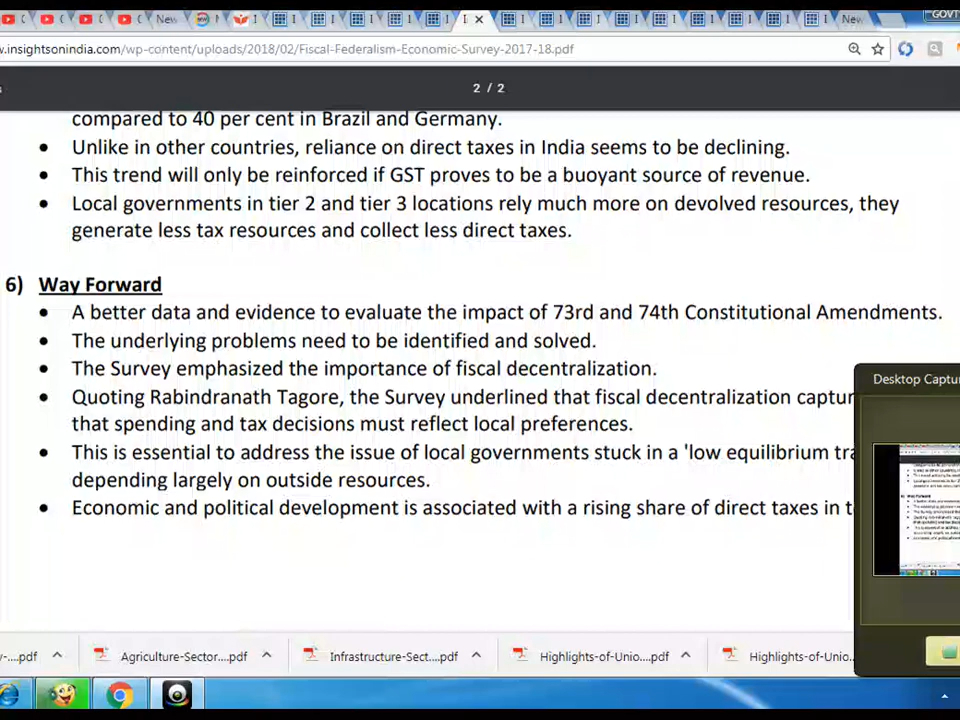 New
New
GOVT
w.insightsonindia.com/wp-content/uploads/2018/02/Fiscal-Federalism-Economic-Survey-2017-18.pdf
2 / 2
compared to 40 per cent in Brazil and Germany.
• Unlike in other countries, reliance on direct taxes in India seems to be declining.
• This trend will only be reinforced if GST proves to be a buoyant source of revenue.
• Local governments in tier 2 and tier 3 locations rely much more on devolved resources, they
generate less tax resources and collect less direct taxes.
6) Way Forward
• A better data and evidence to evaluate the impact of 73rd and 74th Constitutional Amendments.
• The underlying problems need to be identified and solved.
• The Survey emphasized the importance of fiscal decentralization.
• Quoting Rabindranath Tagore, the Survey underlined that fiscal decentralization captur
that spending and tax decisions must reflect local preferences.
• This is essential to address the issue of local governments stuck in a 'low equilibrium tra
depending largely on outside resources.
• Economic and political development is associated with a rising share of direct taxes in t
Desktop Captu
y-....pdf
Agriculture-Sector....pdf
Infrastructure-Sect....pdf
Highlights-of-Unio....pdf
Highlights-of-Unio..